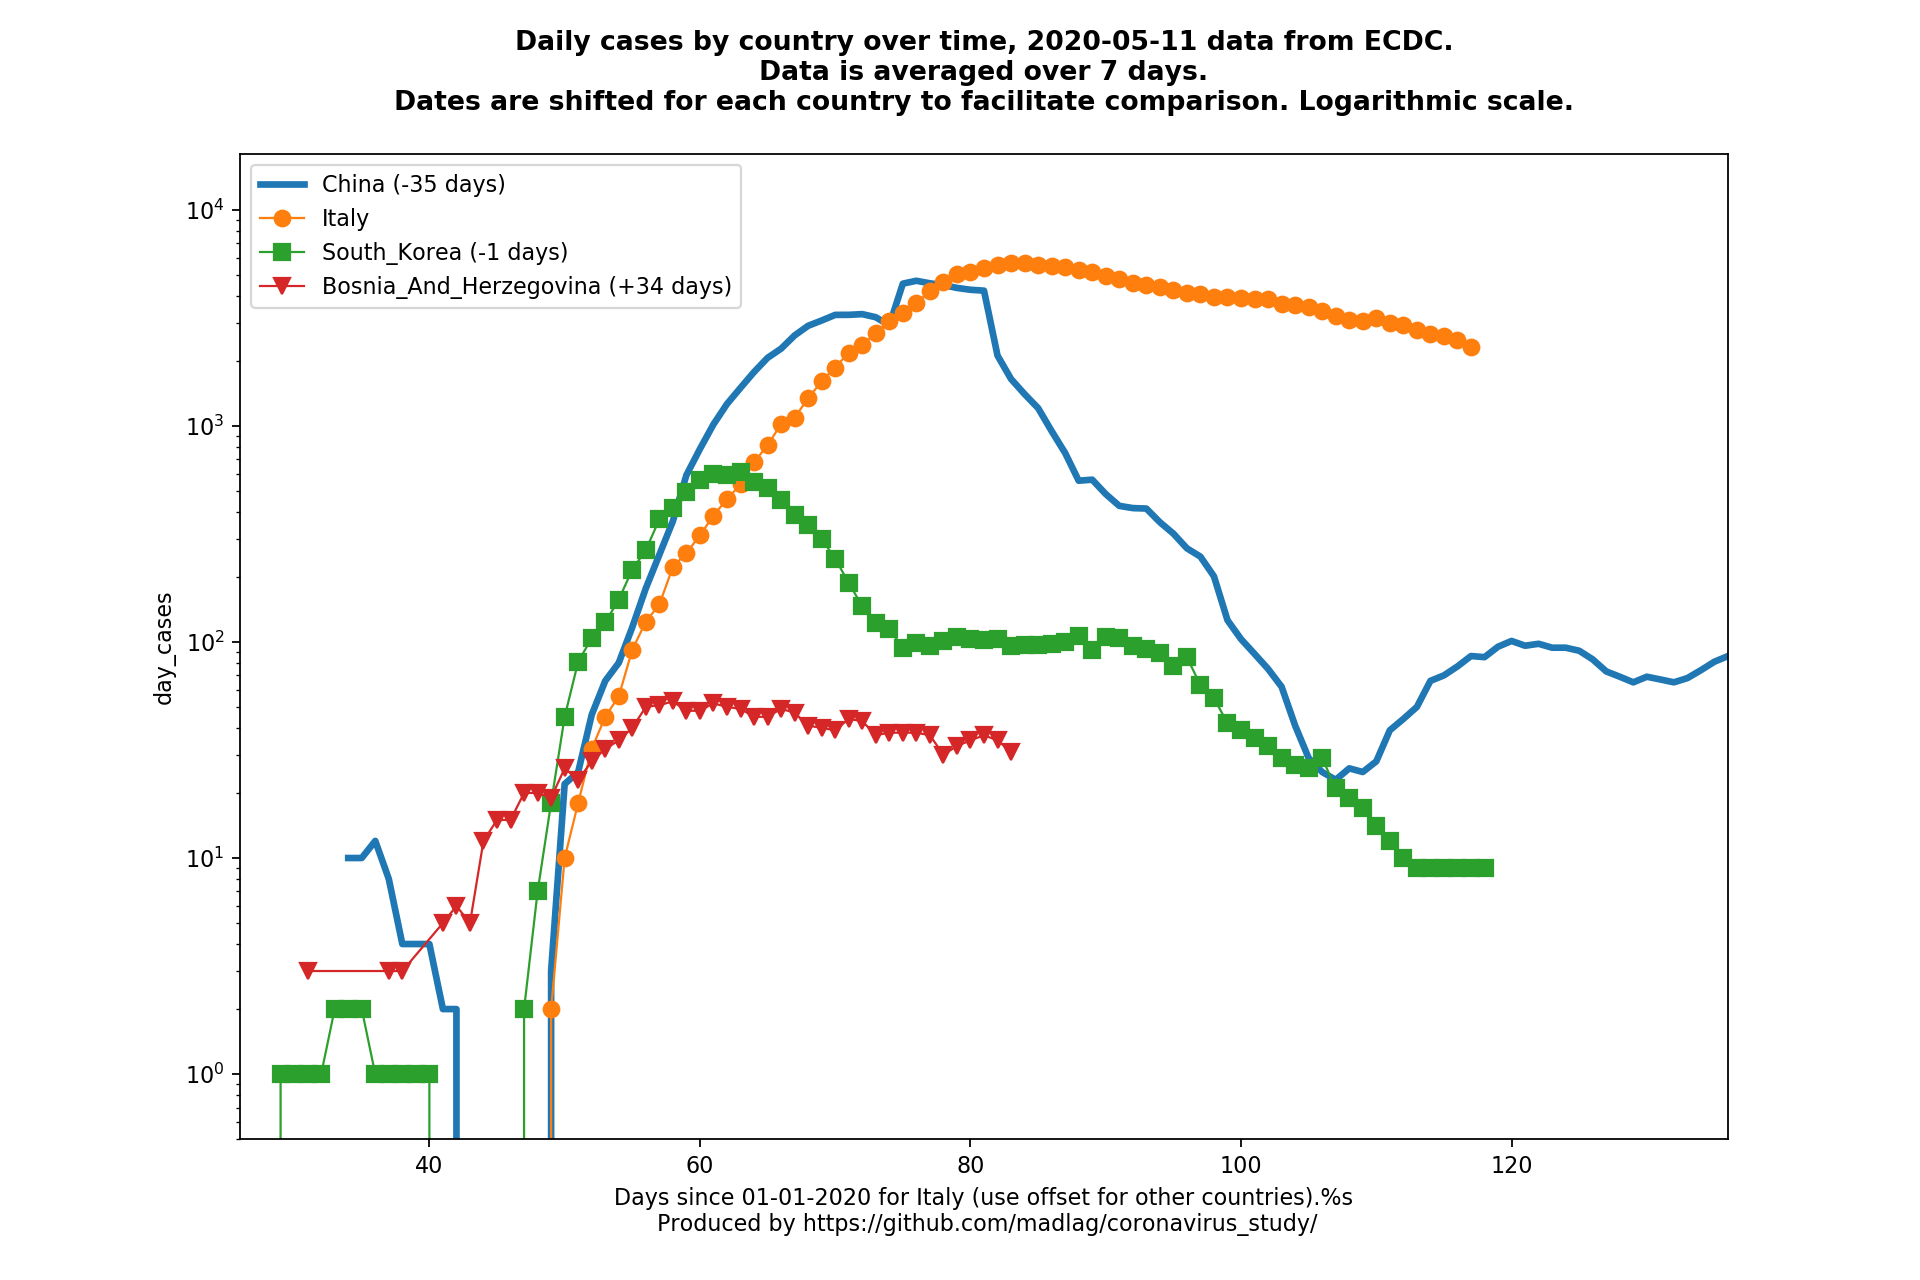 Daily cases by country over time, 2020-05-11 data from ECDC.
Data is averaged over 7 days.
Dates are shifted for each country to facilitate comparison. Logarithmic scale.
China (-35 days)
Italy
South_Korea (-1 days)
Bosnia_And_Herzegovina (+34 days)
10⁴
10³
10²
10¹
10⁰
day_cases
40 60 80 100 120
Days since 01-01-2020 for Italy (use offset for other countries).%s
Produced by https://github.com/madlag/coronavirus_study/